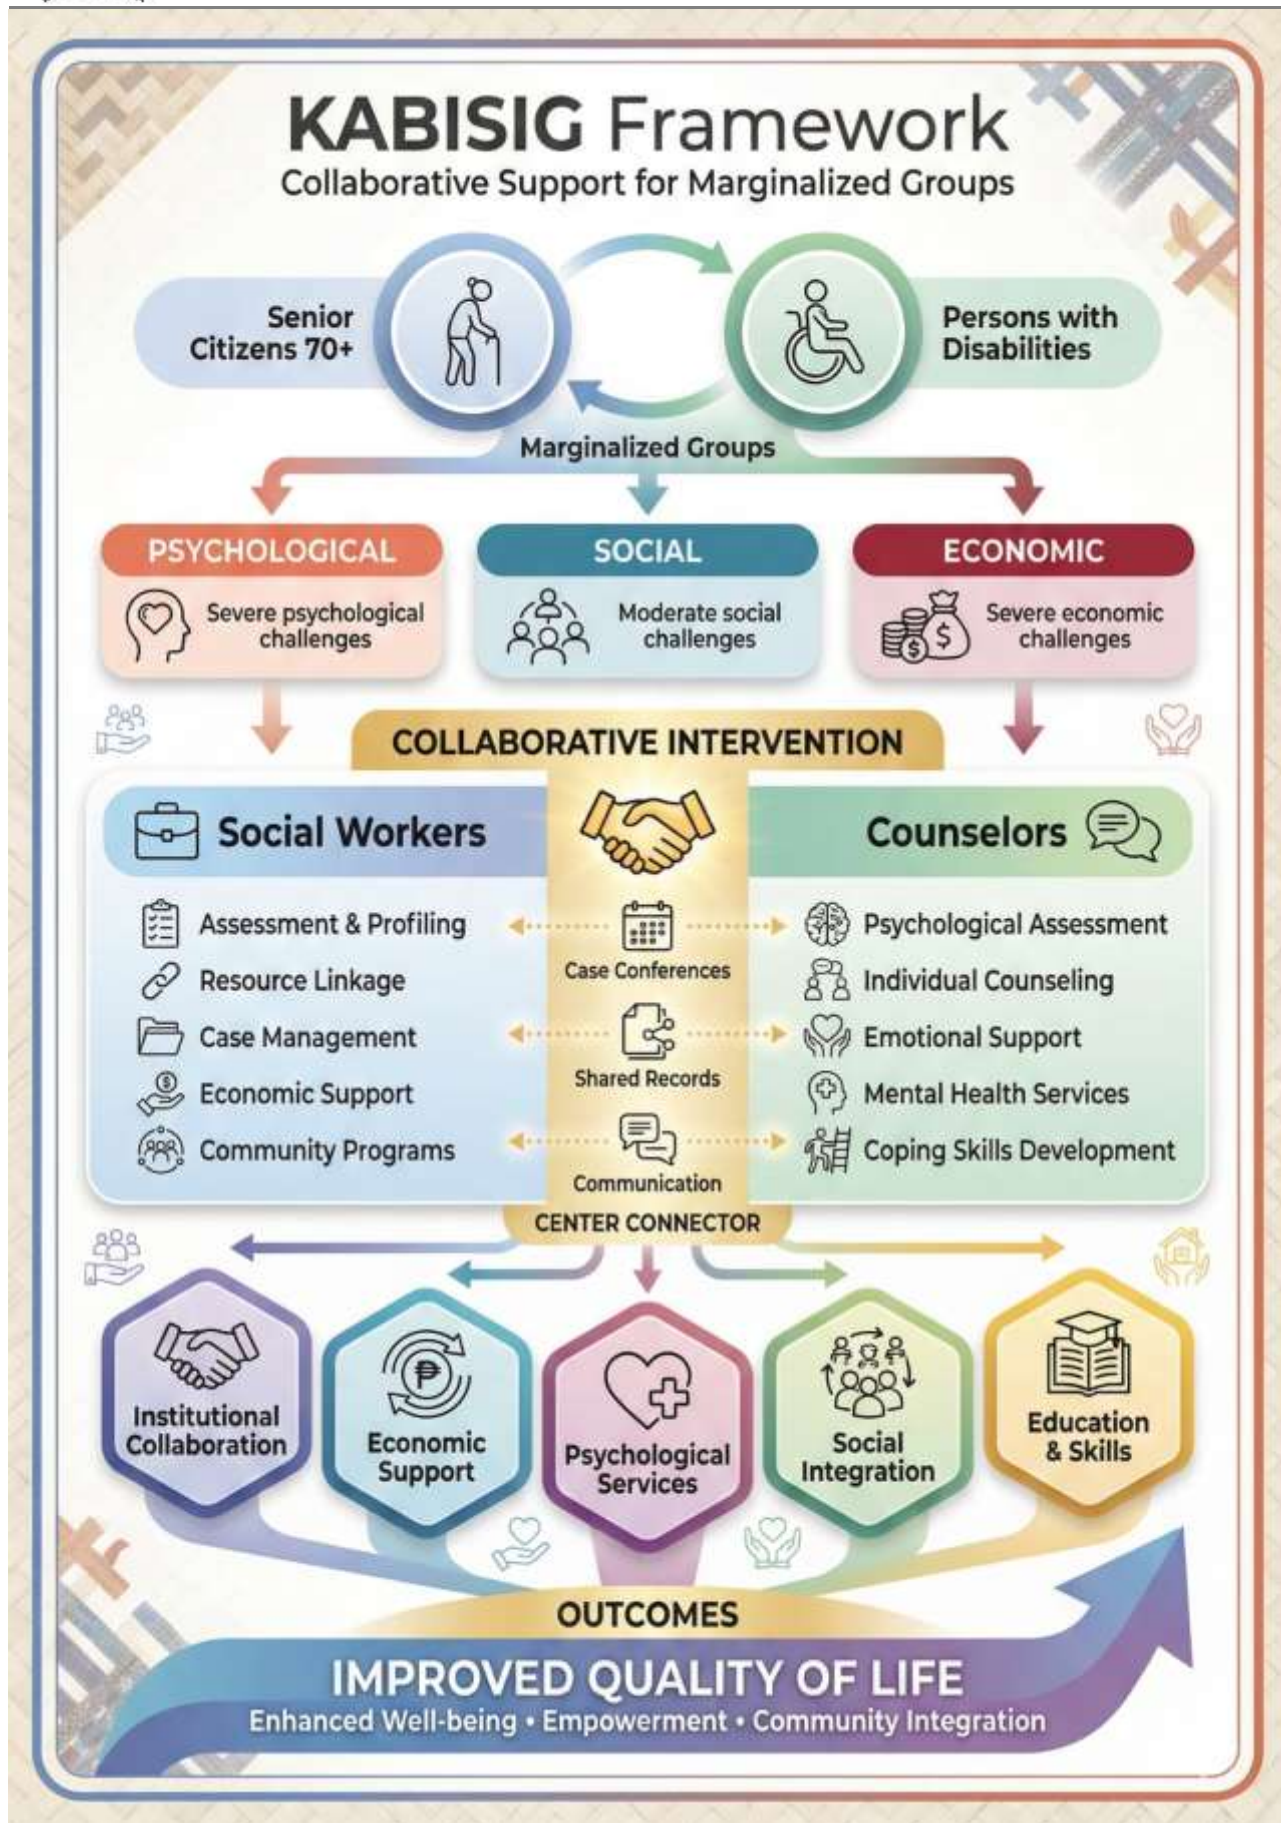 KABISIG Framework
Collaborative Support for Marginalized Groups
Senior
Citizens 70+
Persons with
Disabilities
Marginalized Groups
PSYCHOLOGICAL
Severe psychological
challenges
SOCIAL
Moderate social
challenges
ECONOMIC
$
Severe economic
challenges
COLLABORATIVE INTERVENTION
Social Workers
Assessment & Profiling
Resource Linkage
Case Management
Economic Support
Community Programs
Case Conferences
Shared Records
Communication
CENTER CONNECTOR
Counselors
Psychological Assessment
Individual Counseling
Emotional Support
Mental Health Services
Coping Skills Development
Institutional
Collaboration
₱
Economic
Support
Psychological
Services
Social
Integration
Education
& Skills
OUTCOMES
IMPROVED QUALITY OF LIFE
Enhanced Well-being • Empowerment • Community Integration